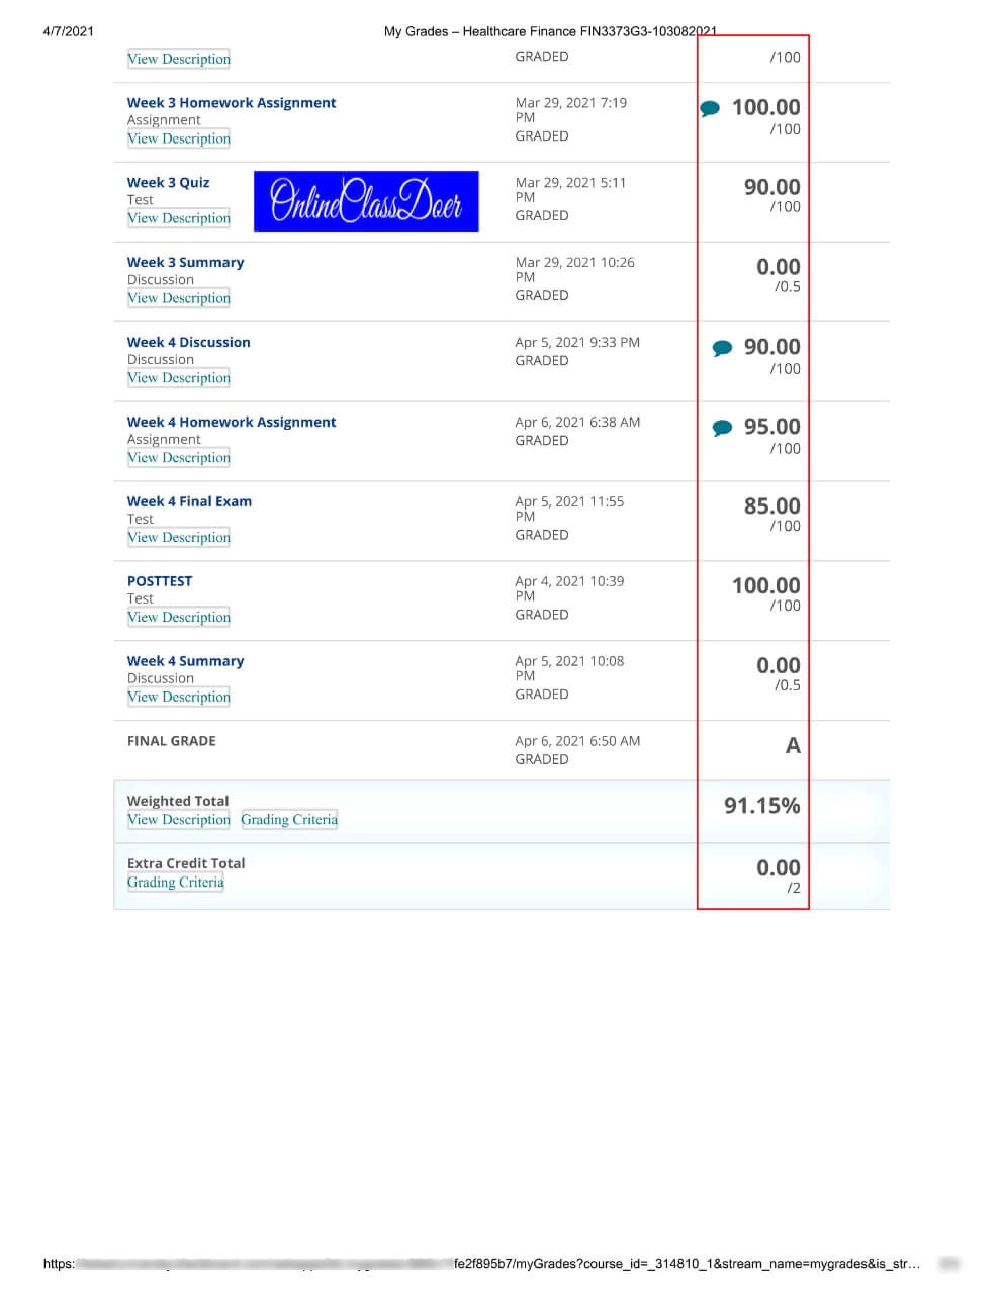 4/7/2021 My Grades – Healthcare Finance FIN3373G3-103082021
View Description GRADED /100
Week 3 Homework Assignment Mar 29, 2021 7:19 100.00
Assignment PM /100
View Description GRADED
Week 3 Quiz Mar 29, 2021 5:11 90.00
Test OnlineClassDoer PM /100
View Description GRADED
Week 3 Summary Mar 29, 2021 10:26 0.00
Discussion PM /0.5
View Description GRADED
Week 4 Discussion Apr 5, 2021 9:33 PM 90.00
Discussion GRADED /100
View Description
Week 4 Homework Assignment Apr 6, 2021 6:38 AM 95.00
Assignment GRADED /100
View Description
Week 4 Final Exam Apr 5, 2021 11:55 85.00
Test PM /100
View Description GRADED
POSTTEST Apr 4, 2021 10:39 100.00
Test PM /100
View Description GRADED
Week 4 Summary Apr 5, 2021 10:08 0.00
Discussion PM /0.5
View Description GRADED
FINAL GRADE Apr 6, 2021 6:50 AM A
GRADED
Weighted Total 91.15%
View Description Grading Criteria
Extra Credit Total 0.00
Grading Criteria /2
https: fe2f895b7/myGrades?course_id=_314810_1&stream_name=mygrades&is_str...